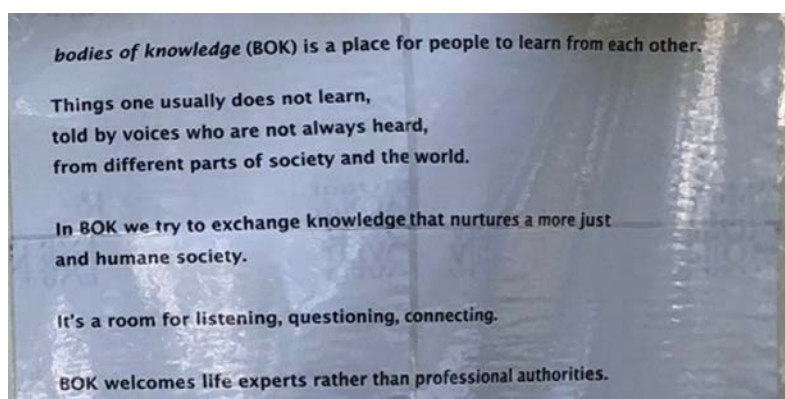 bodies of knowledge (BOK) is a place for people to learn from each other.
Things one usually does not learn,
told by voices who are not always heard,
from different parts of society and the world.
In BOK we try to exchange knowledge that nurtures a more just
and humane society.
It's a room for listening, questioning, connecting.
BOK welcomes life experts rather than professional authorities.